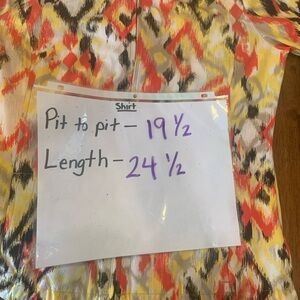 Shirt
Pit to pit - 19 ½
Length - 24 ½